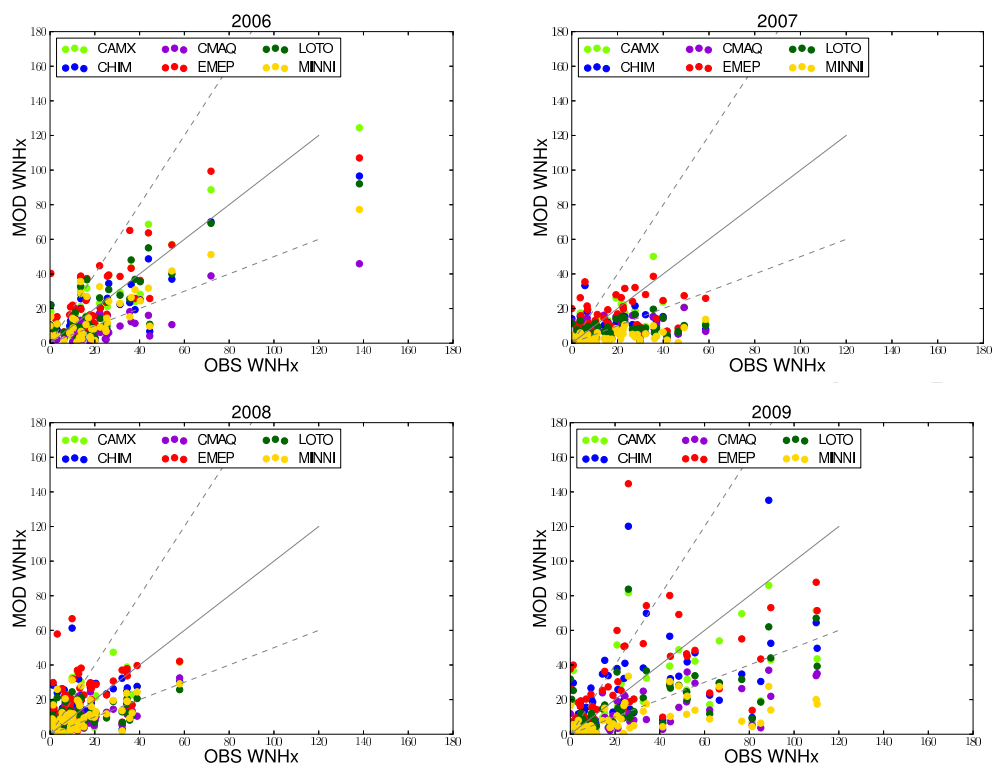 2006
180
160
140
120
100
80
60
40
20
0
MOD WNHx
CAMX CMAQ LOTO
CHIM EMEP MINNI
0 20 40 60 80 100 120 140 160 180
OBS WNHx
2007
180
160
140
120
100
80
60
40
20
0
MOD WNHx
CAMX CMAQ LOTO
CHIM EMEP MINNI
0 20 40 60 80 100 120 140 160 180
OBS WNHx
2008
180
160
140
120
100
80
60
40
20
0
MOD WNHx
CAMX CMAQ LOTO
CHIM EMEP MINNI
0 20 40 60 80 100 120 140 160 180
OBS WNHx
2009
180
160
140
120
100
80
60
40
20
0
MOD WNHx
CAMX CMAQ LOTO
CHIM EMEP MINNI
0 20 40 60 80 100 120 140 160 180
OBS WNHx